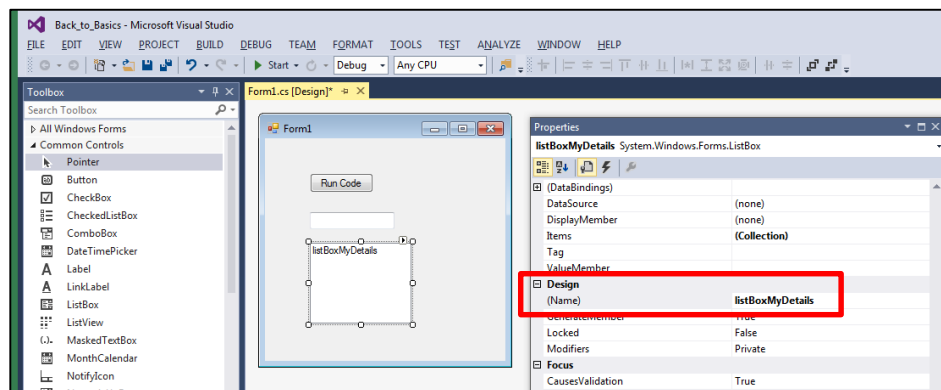 Back_to_Basics - Microsoft Visual Studio
FILE EDIT VIEW PROJECT BUILD DEBUG TEAM FORMAT TOOLS TEST ANALYZE WINDOW HELP
Start Debug Any CPU
Toolbox
Search Toolbox
All Windows Forms
Common Controls
Pointer
Button
CheckBox
CheckedListBox
ComboBox
DateTimePicker
Label
LinkLabel
ListBox
ListView
MaskedTextBox
MonthCalendar
NotifyIcon
Form1.cs [Design]*
Form1
Run Code
listBoxMyDetails
Properties
listBoxMyDetails System.Windows.Forms.ListBox
(DataBindings)
DataSource (none)
DisplayMember (none)
Items (Collection)
Tag
ValueMember
Design
(Name) listBoxMyDetails
GenerateMember True
Locked False
Modifiers Private
Focus
CausesValidation True